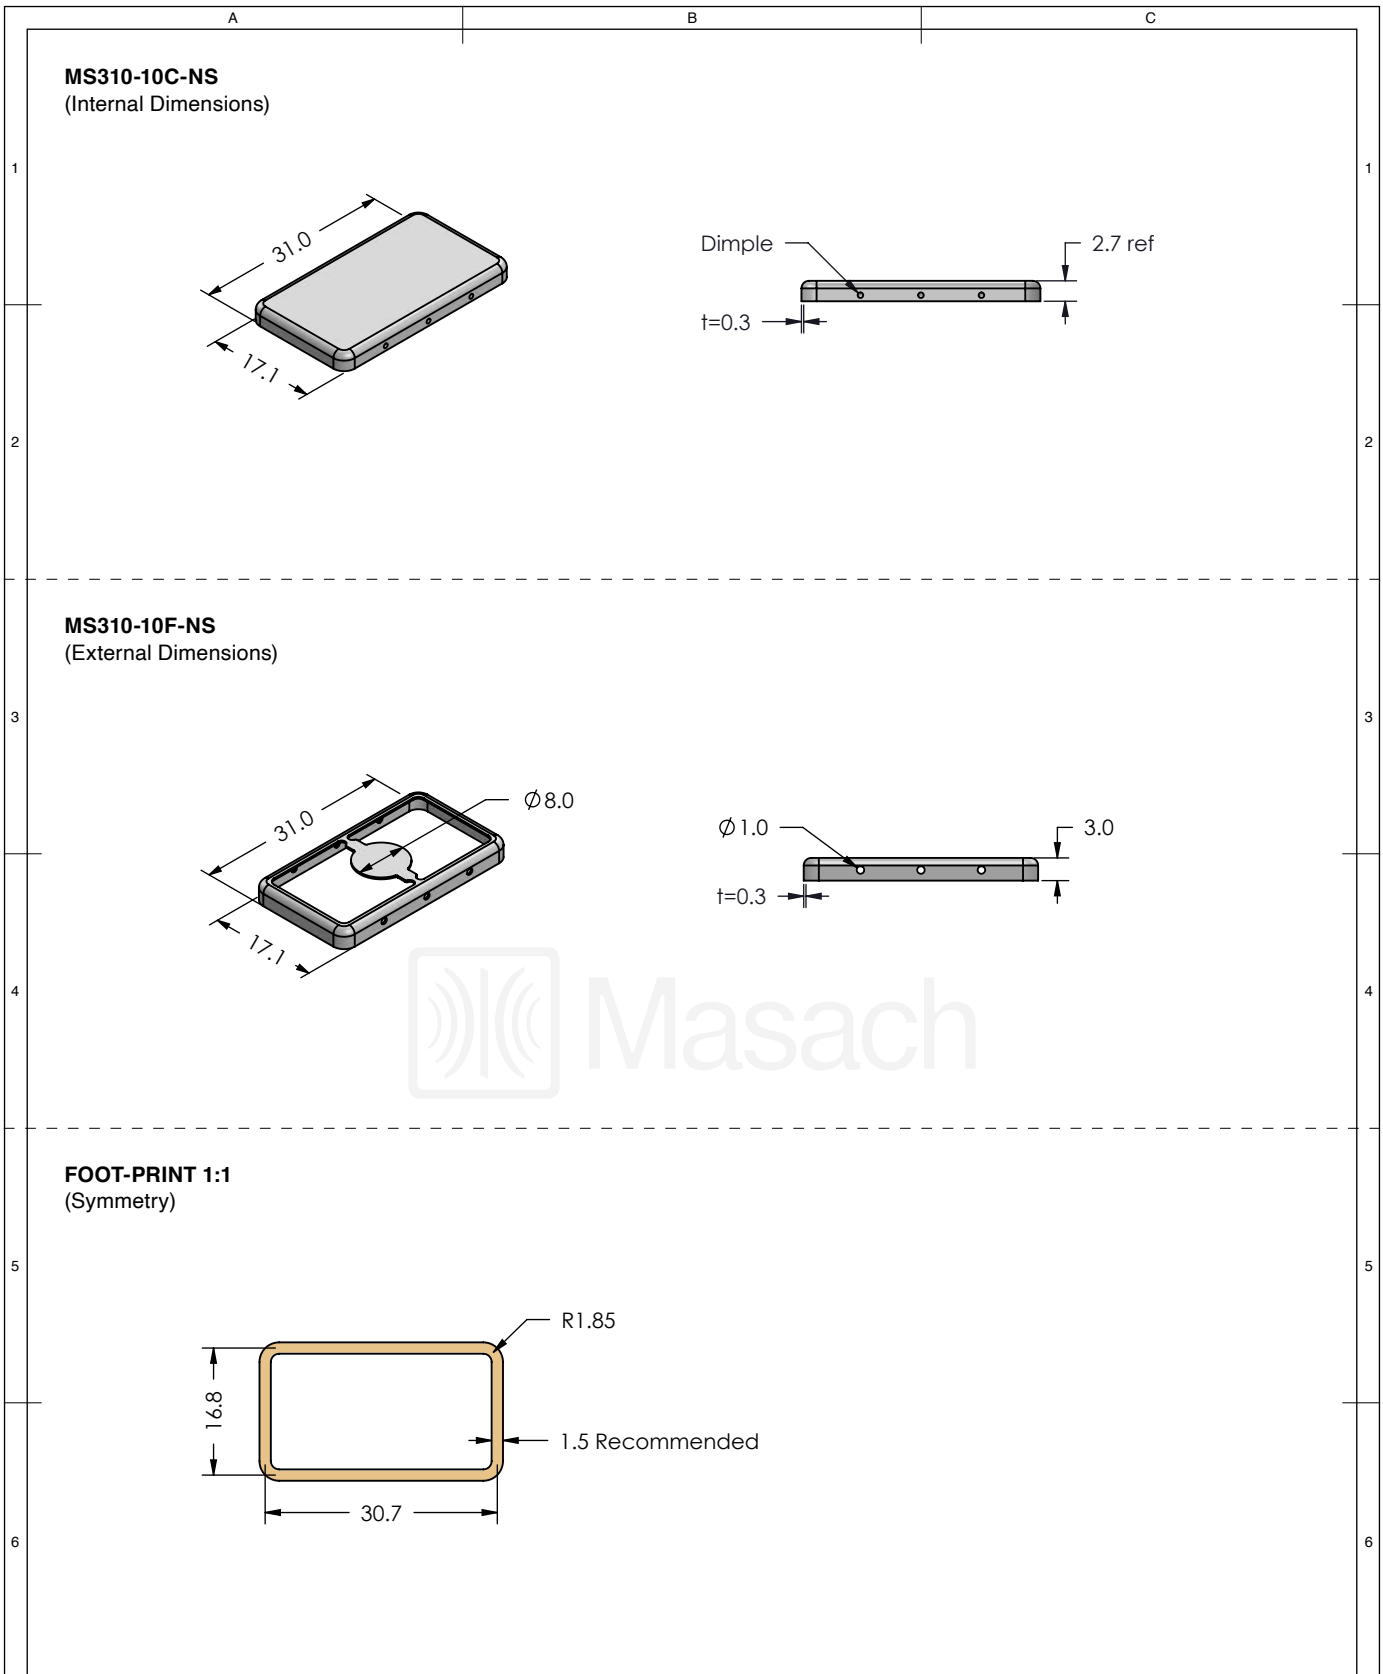 A B C
MS310-10C-NS
(Internal Dimensions)
1 1
31.0
17.1
Dimple
2.7 ref
t=0.3
2 2
MS310-10F-NS
(External Dimensions)
3 3
31.0
17.1
Ø8.0
Ø1.0
3.0
t=0.3
Masach
4 4
FOOT-PRINT 1:1
(Symmetry)
5 5
R1.85
16.8
1.5 Recommended
30.7
6 6